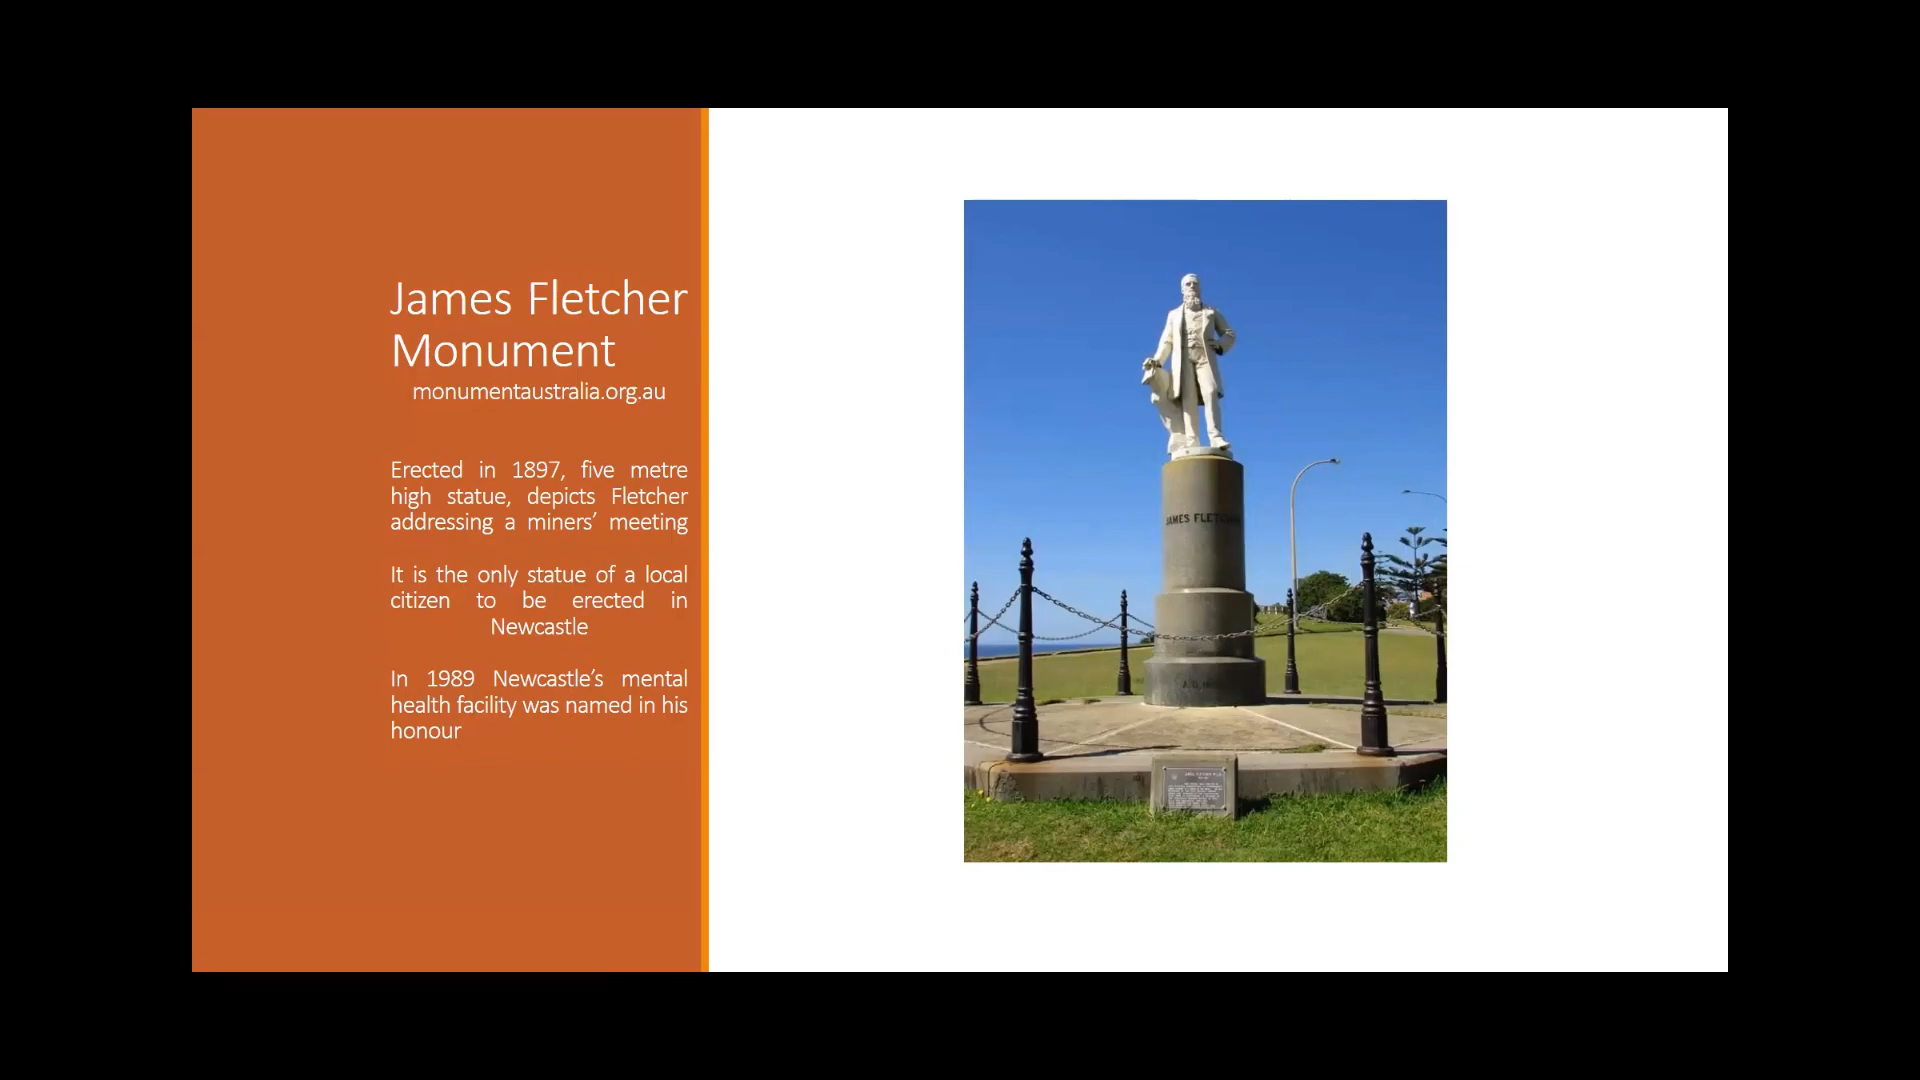 James Fletcher
Monument
monumentaustralia.org.au
Erected in 1897, five metre
high statue, depicts Fletcher
addressing a miners’ meeting
It is the only statue of a local
citizen to be erected in
Newcastle
In 1989 Newcastle’s mental
health facility was named in his
honour
JAMES